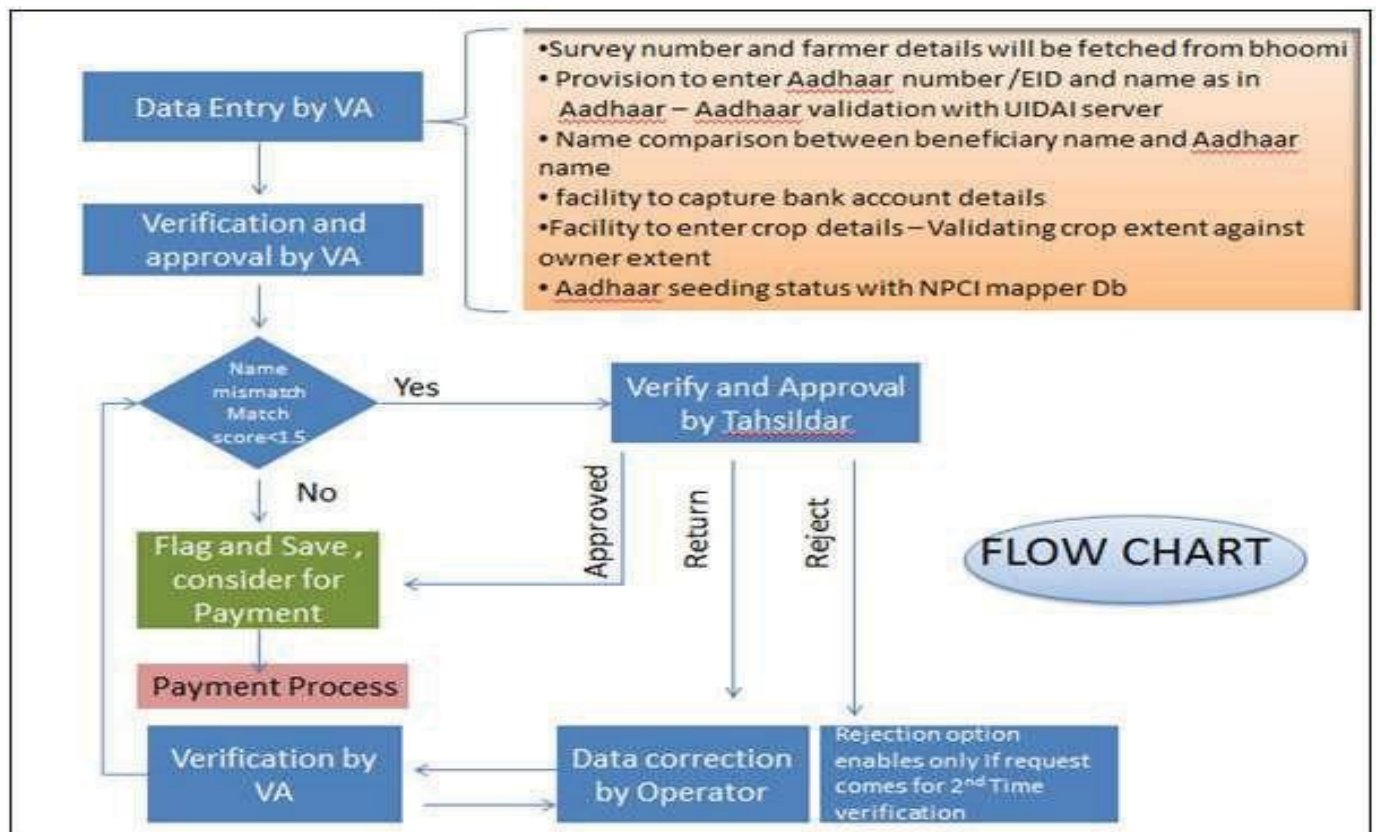 Data Entry by VA
•Survey number and farmer details will be fetched from bhoomi
• Provision to enter Aadhaar number /EID and name as in
Aadhaar – Aadhaar validation with UIDAI server
• Name comparison between beneficiary name and Aadhaar
name
• facility to capture bank account details
•Facility to enter crop details – Validating crop extent against
owner extent
• Aadhaar seeding status with NPCI mapper Db
Verification and
approval by VA
Name
mismatch
Match
score<1.5
Yes
Verify and Approval
by Tahsildar
No
Approved
Return
Reject
Flag and Save ,
consider for
Payment
FLOW CHART
Payment Process
Verification by
VA
Data correction
by Operator
Rejection option
enables only if request
comes for 2nd Time
verification